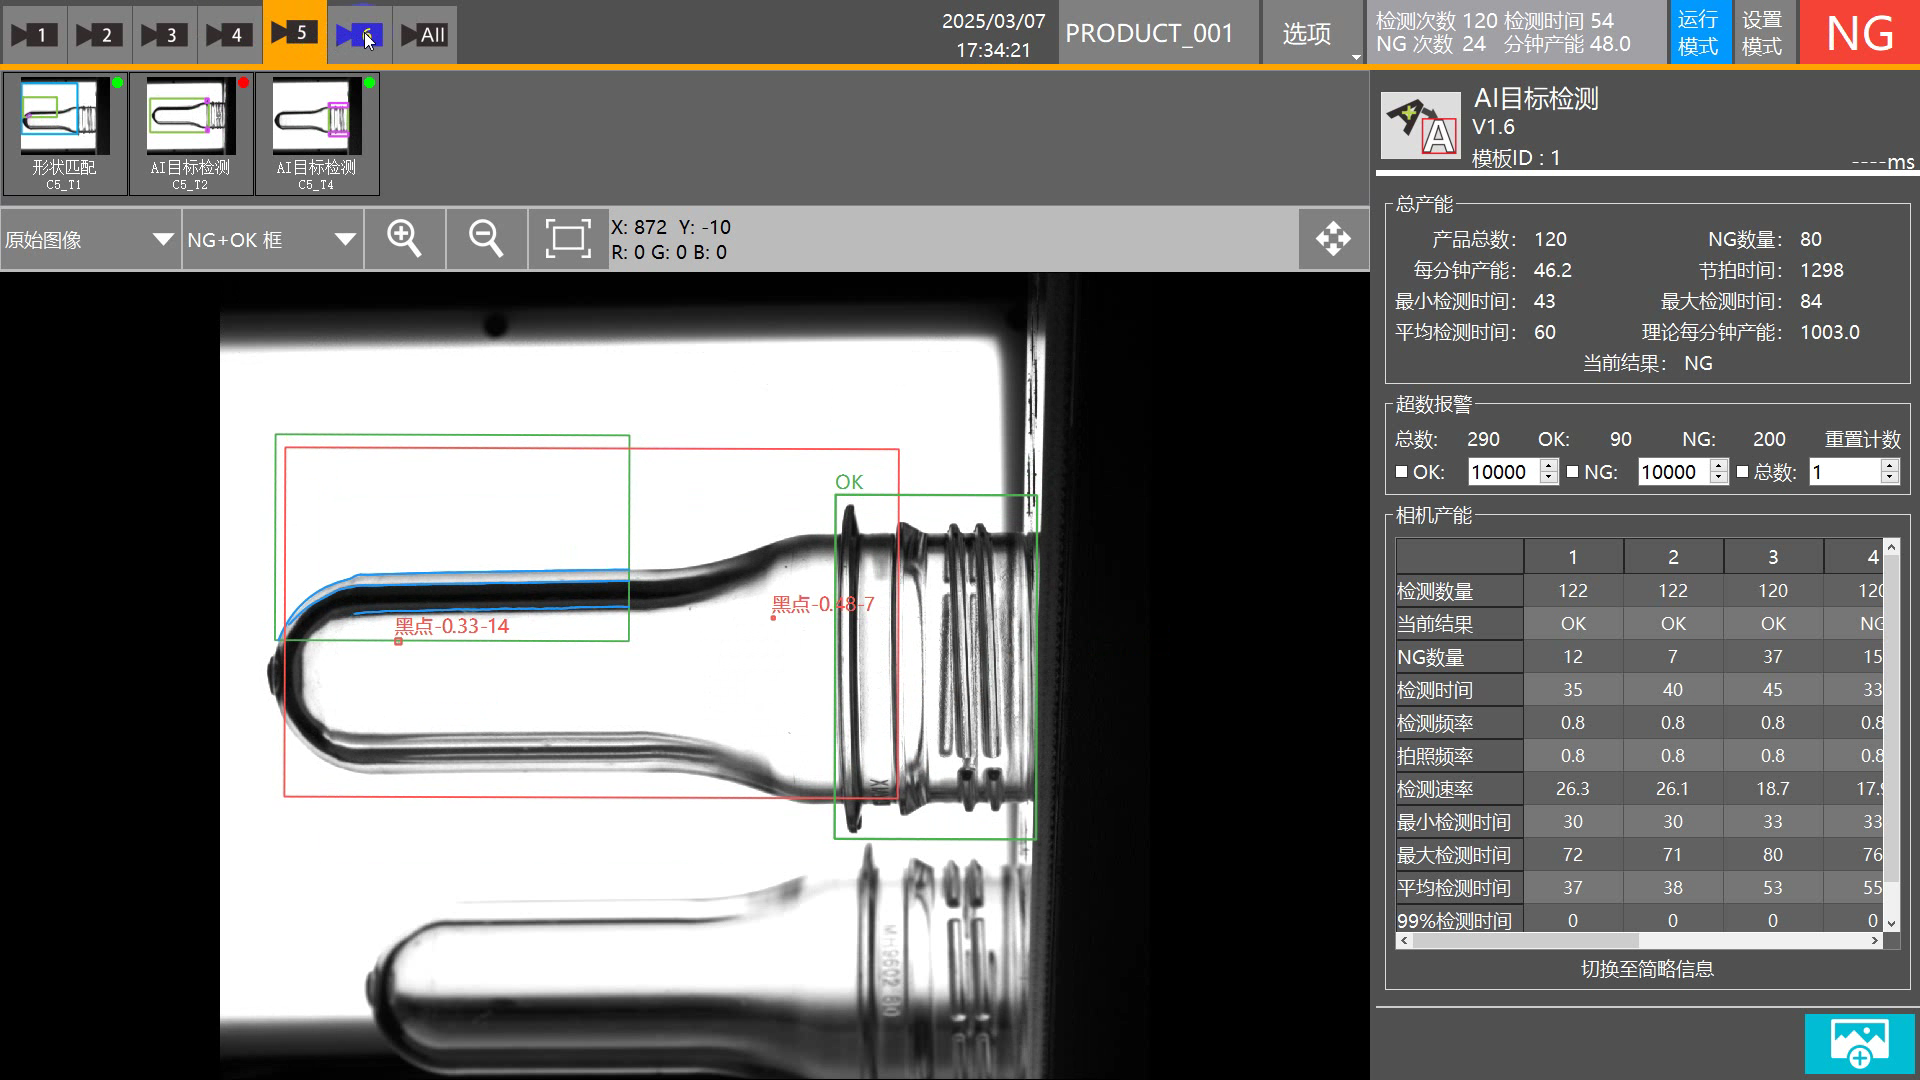 1 2 3 4 5 All
2025/03/07
17:34:21
PRODUCT_001
选项
检测次数 120 检测时间 54
NG 次数 24 分钟产能 48.0
运行
模式
设置
模式
NG
形状匹配
C5_T1
AI目标检测
C5_T2
AI目标检测
C5_T4
AI目标检测
V1.6
模板ID : 1
----ms
原始图像
NG+OK 框
X: 872 Y: -10
R: 0 G: 0 B: 0
OK
黑点-0.48-7
黑点-0.33-14
MH9602
总产能
产品总数: 120 NG数量: 80
每分钟产能: 46.2 节拍时间: 1298
最小检测时间: 43 最大检测时间: 84
平均检测时间: 60 理论每分钟产能: 1003.0
当前结果: NG
超数报警
总数: 290 OK: 90 NG: 200 重置计数
OK: 10000 NG: 10000 总数: 1
相机产能
1 2 3 4
检测数量 122 122 120 120
当前结果 OK OK OK NG
NG数量 12 7 37 15
检测时间 35 40 45 33
检测频率 0.8 0.8 0.8 0.8
拍照频率 0.8 0.8 0.8 0.8
检测速率 26.3 26.1 18.7 17.9
最小检测时间 30 30 33 33
最大检测时间 72 71 80 76
平均检测时间 37 38 53 55
99%检测时间 0 0 0 0
切换至简略信息